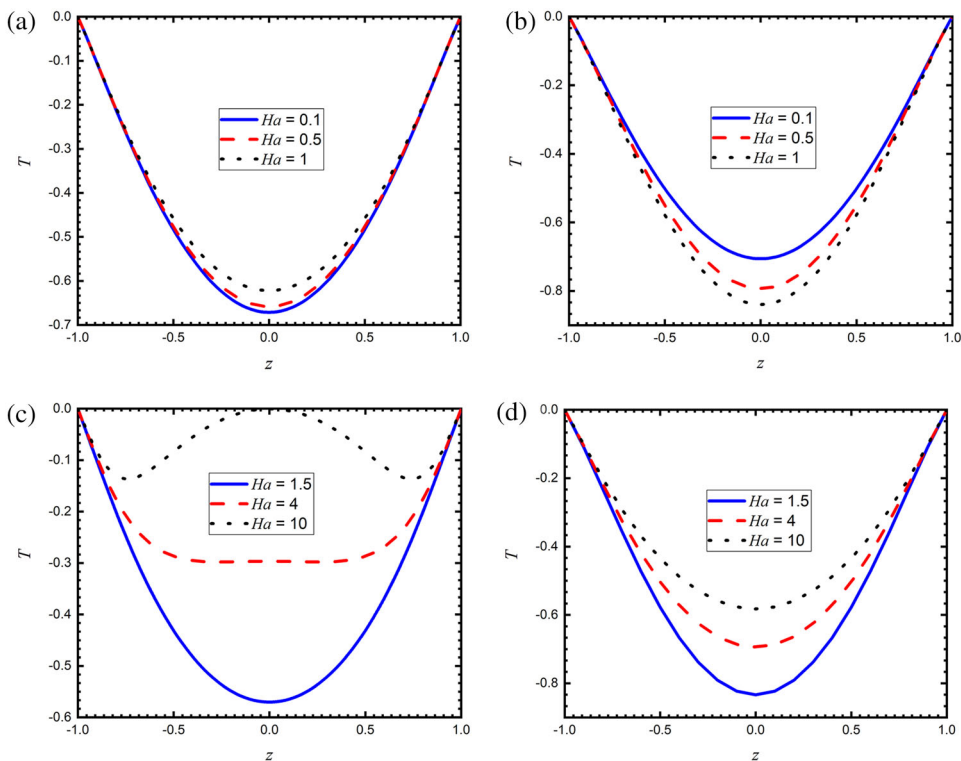 (a)
0.0
-0.1
-0.2
-0.3
-0.4
-0.5
-0.6
-0.7
T
Ha = 0.1
Ha = 0.5
Ha = 1
-1.0
-0.5
0.0
0.5
1.0
z
(b)
0.0
-0.2
-0.4
-0.6
-0.8
T
Ha = 0.1
Ha = 0.5
Ha = 1
-1.0
-0.5
0.0
0.5
1.0
z
(c)
0.0
-0.1
-0.2
-0.3
-0.4
-0.5
-0.6
T
Ha = 1.5
Ha = 4
Ha = 10
-1.0
-0.5
0.0
0.5
1.0
z
(d)
0.0
-0.2
-0.4
-0.6
-0.8
T
Ha = 1.5
Ha = 4
Ha = 10
-1.0
-0.5
0.0
0.5
1.0
z